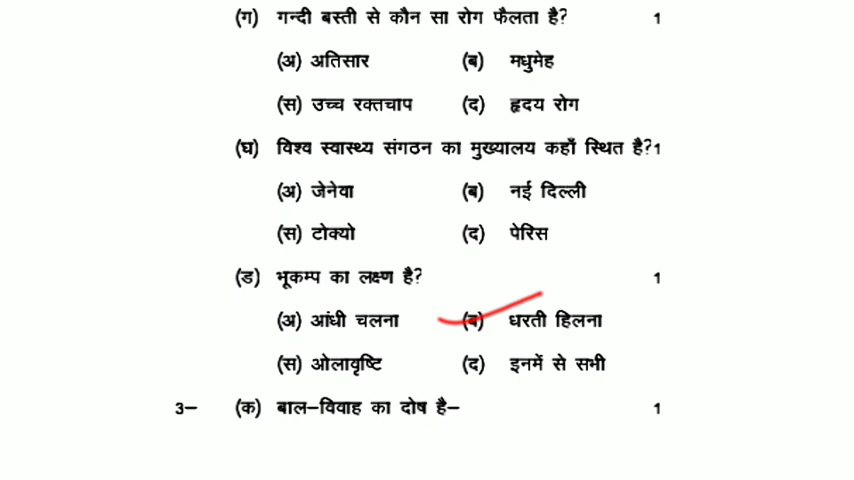 (ग) गन्दी बस्ती से कौन सा रोग फैलता है? 1
(अ) अतिसार (ब) मधुमेह
(स) उच्च रक्तचाप (द) हृदय रोग
(घ) विश्व स्वास्थ्य संगठन का मुख्यालय कहाँ स्थित है?1
(अ) जेनेवा (ब) नई दिल्ली
(स) टोक्यो (द) पेरिस
(ड) भूकम्प का लक्ष्ण है? 1
(अ) आंधी चलना (ब) धरती हिलना
(स) ओलावृष्टि (द) इनमें से सभी
3– (क) बाल–विवाह का दोष है– 1